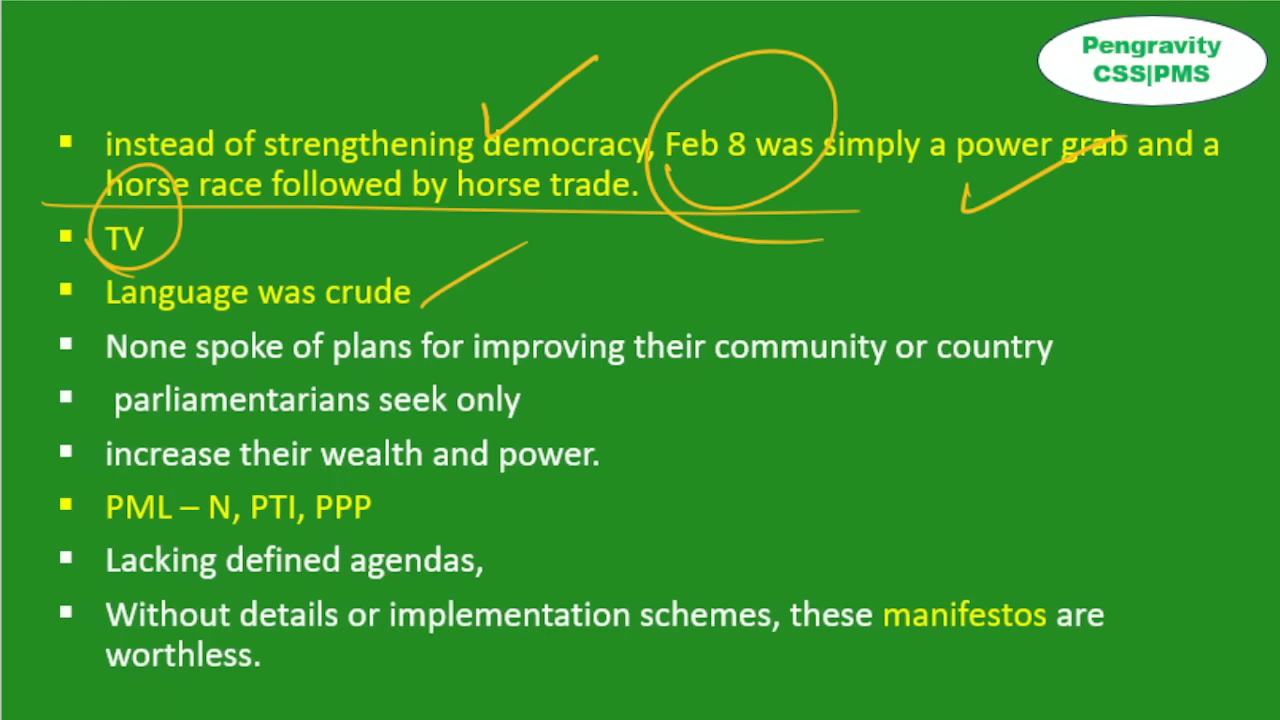 Pengravity
CSS|PMS
instead of strengthening democracy, Feb 8 was simply a power grab and a
horse race followed by horse trade.
TV
Language was crude
None spoke of plans for improving their community or country
parliamentarians seek only
increase their wealth and power.
PML – N, PTI, PPP
Lacking defined agendas,
Without details or implementation schemes, these manifestos are
worthless.